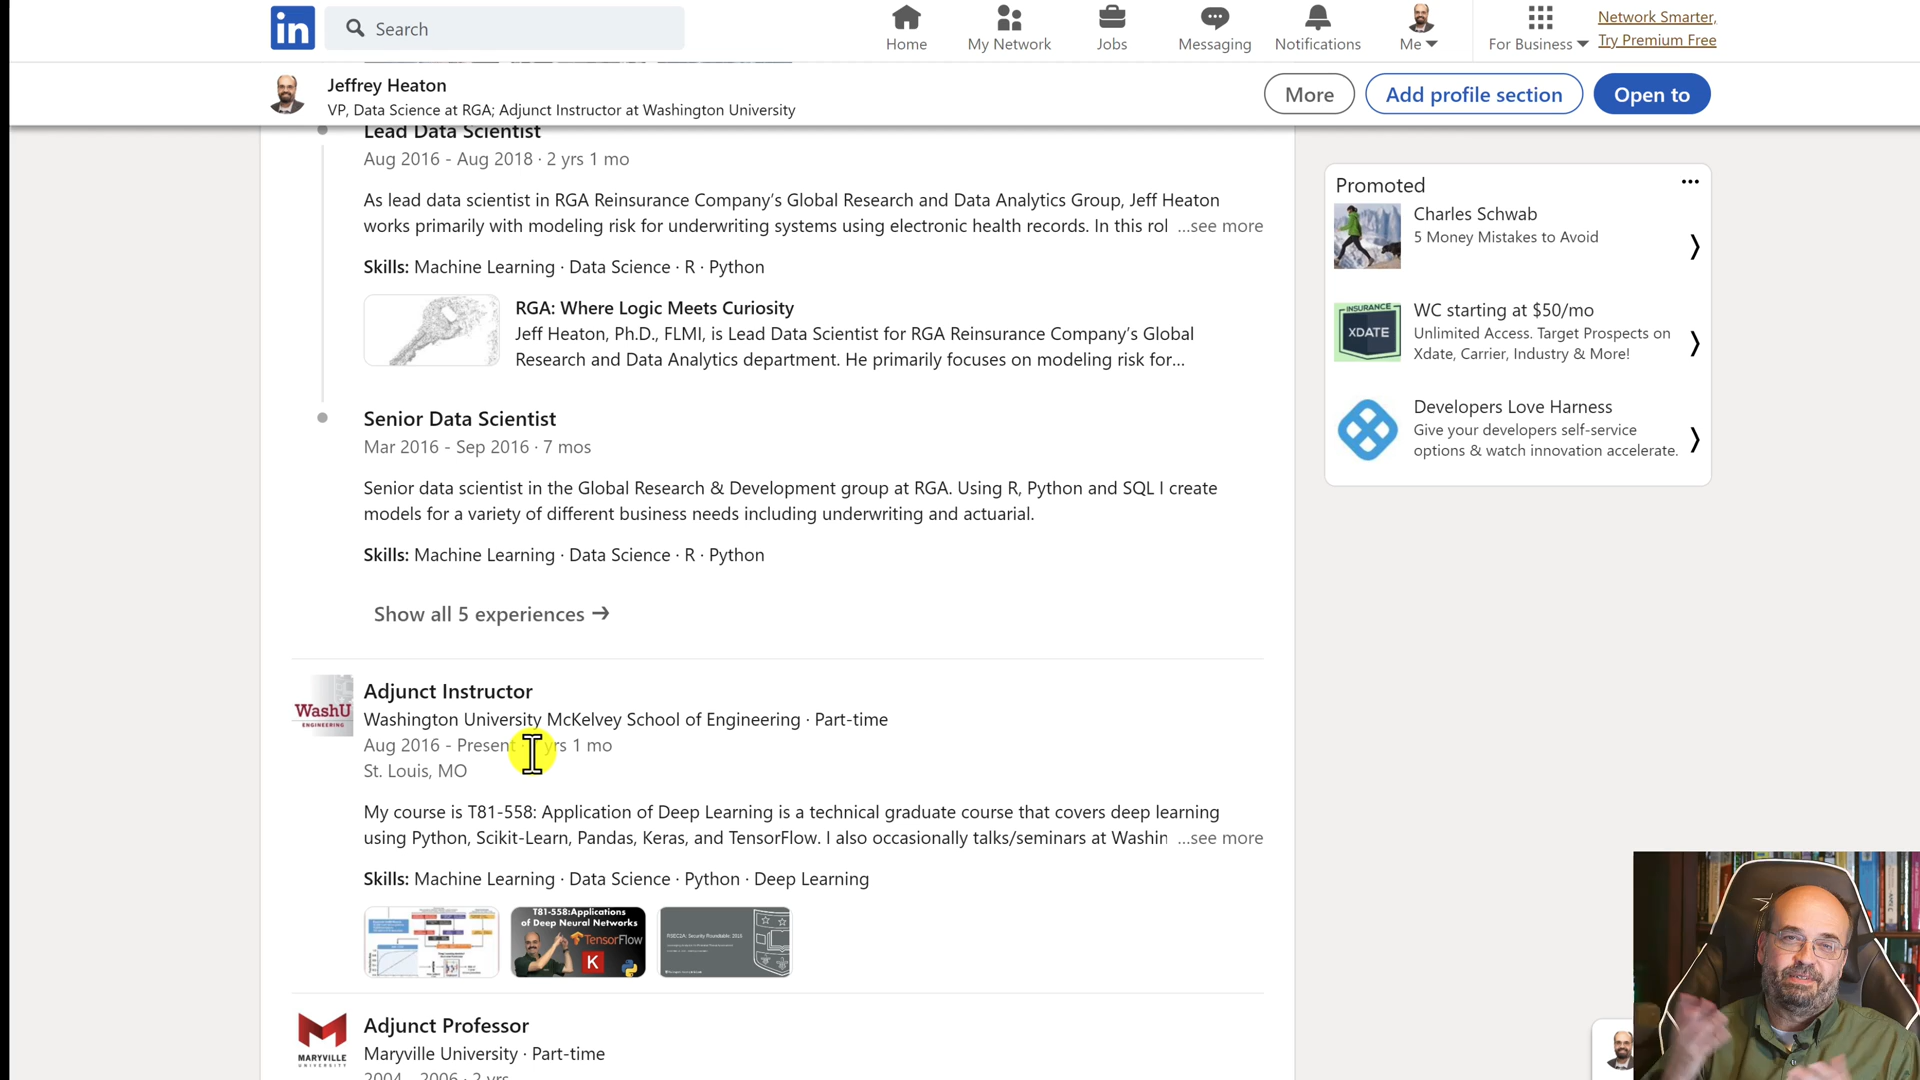 in
Search
Home
My Network
Jobs
Messaging
Notifications
Me
For Business
Network Smarter,
Try Premium Free
Jeffrey Heaton
VP, Data Science at RGA; Adjunct Instructor at Washington University
More
Add profile section
Open to
Lead Data Scientist
Aug 2016 - Aug 2018 · 2 yrs 1 mo
As lead data scientist in RGA Reinsurance Company's Global Research and Data Analytics Group, Jeff Heaton
works primarily with modeling risk for underwriting systems using electronic health records. In this rol ...see more
Skills: Machine Learning · Data Science · R · Python
RGA: Where Logic Meets Curiosity
Jeff Heaton, Ph.D., FLMI, is Lead Data Scientist for RGA Reinsurance Company's Global
Research and Data Analytics department. He primarily focuses on modeling risk for...
Senior Data Scientist
Mar 2016 - Sep 2016 · 7 mos
Senior data scientist in the Global Research & Development group at RGA. Using R, Python and SQL I create
models for a variety of different business needs including underwriting and actuarial.
Skills: Machine Learning · Data Science · R · Python
Show all 5 experiences →
WashU
ENGINEERING
Adjunct Instructor
Washington University McKelvey School of Engineering · Part-time
Aug 2016 - Present · yrs 1 mo
St. Louis, MO
My course is T81-558: Application of Deep Learning is a technical graduate course that covers deep learning
using Python, Scikit-Learn, Pandas, Keras, and TensorFlow. I also occasionally talks/seminars at Washin ...see more
Skills: Machine Learning · Data Science · Python · Deep Learning
T81-558:Applications
of Deep Neural Networks
TensorFlow
K
RSEC2A: Security Roundtable: 2016
MARYVILLE
UNIVERSITY
Adjunct Professor
Maryville University · Part-time
2004 - 2006 · 2 yrs
Promoted
Charles Schwab
5 Money Mistakes to Avoid
INSURANCE
XDATE
WC starting at $50/mo
Unlimited Access. Target Prospects on
Xdate, Carrier, Industry & More!
Developers Love Harness
Give your developers self-service
options & watch innovation accelerate.